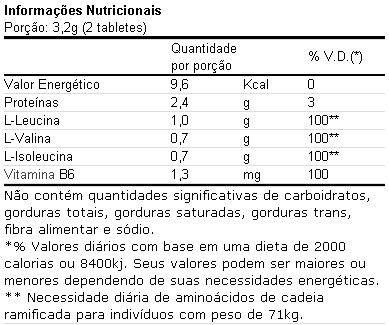 Informações Nutricionais
Porção: 3,2g (2 tabletes)
Quantidade por porção % V.D.(*)
Valor Energético 9,6 Kcal 0
Proteínas 2,4 g 3
L-Leucina 1,0 g 100**
L-Valina 0,7 g 100**
L-Isoleucina 0,7 g 100**
Vitamina B6 1,3 mg 100
Não contém quantidades significativas de carboidratos,
gorduras totais, gorduras saturadas, gorduras trans,
fibra alimentar e sódio.
*% Valores diários com base em uma dieta de 2000
calorias ou 8400kj. Seus valores podem ser maiores ou
menores dependendo de suas necessidades energéticas.
** Necessidade diária de aminoácidos de cadeia
ramificada para indivíduos com peso de 71kg.